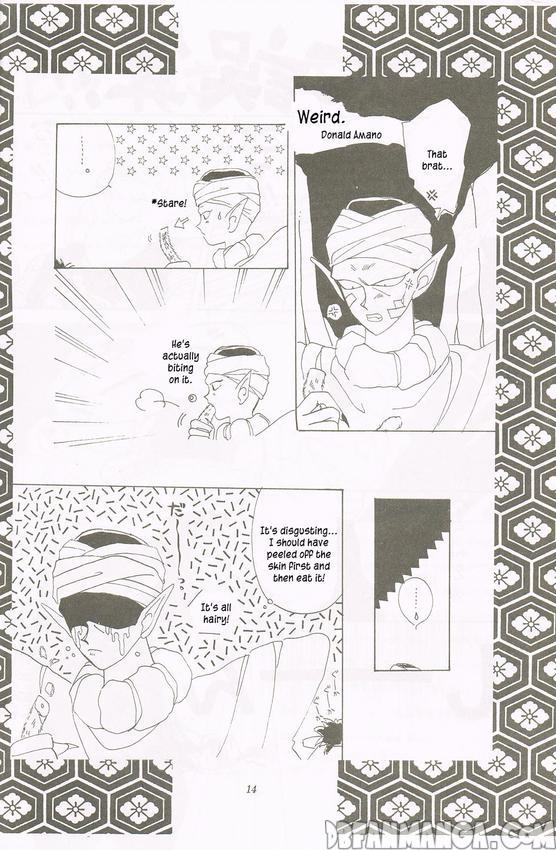 Weird.
Donald Amano
That
brat...
*Stare!
........
He's
actually
biting
on it.
It's disgusting...
I should have
peeled off the
skin first and
then eat it!
だ〜
It's all
hairy!
........
14
DBFANMANGA.COM